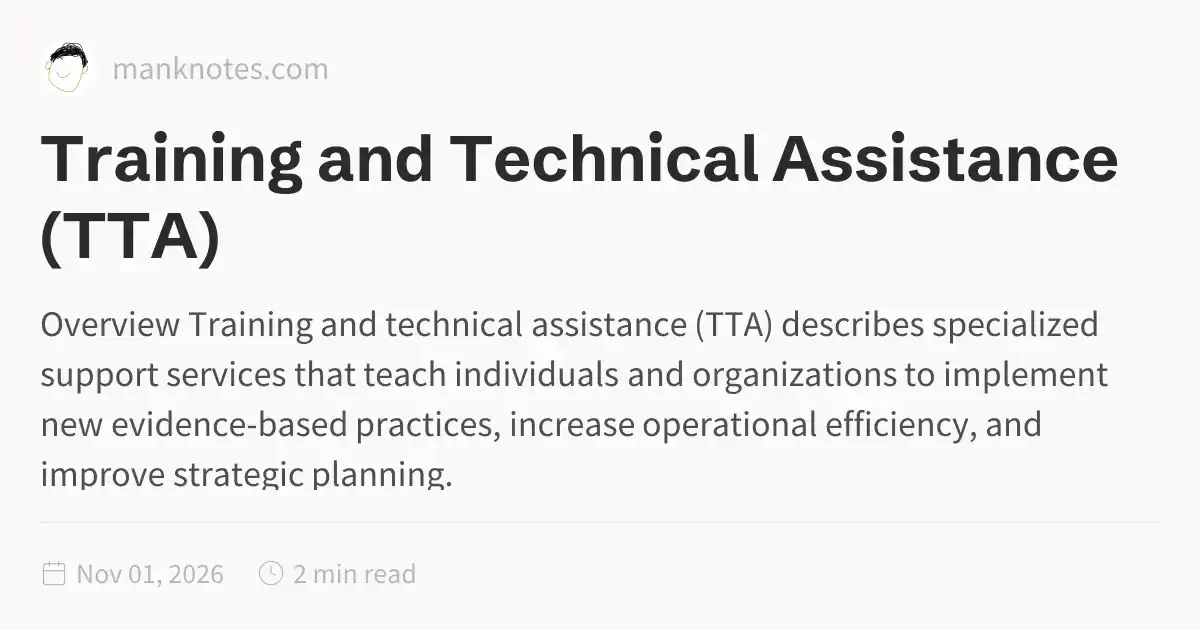 manknotes.com
Training and Technical Assistance
(TTA)
Overview Training and technical assistance (TTA) describes specialized
support services that teach individuals and organizations to implement
new evidence-based practices, increase operational efficiency, and
improve strategic planning.
Nov 01, 2026
2 min read